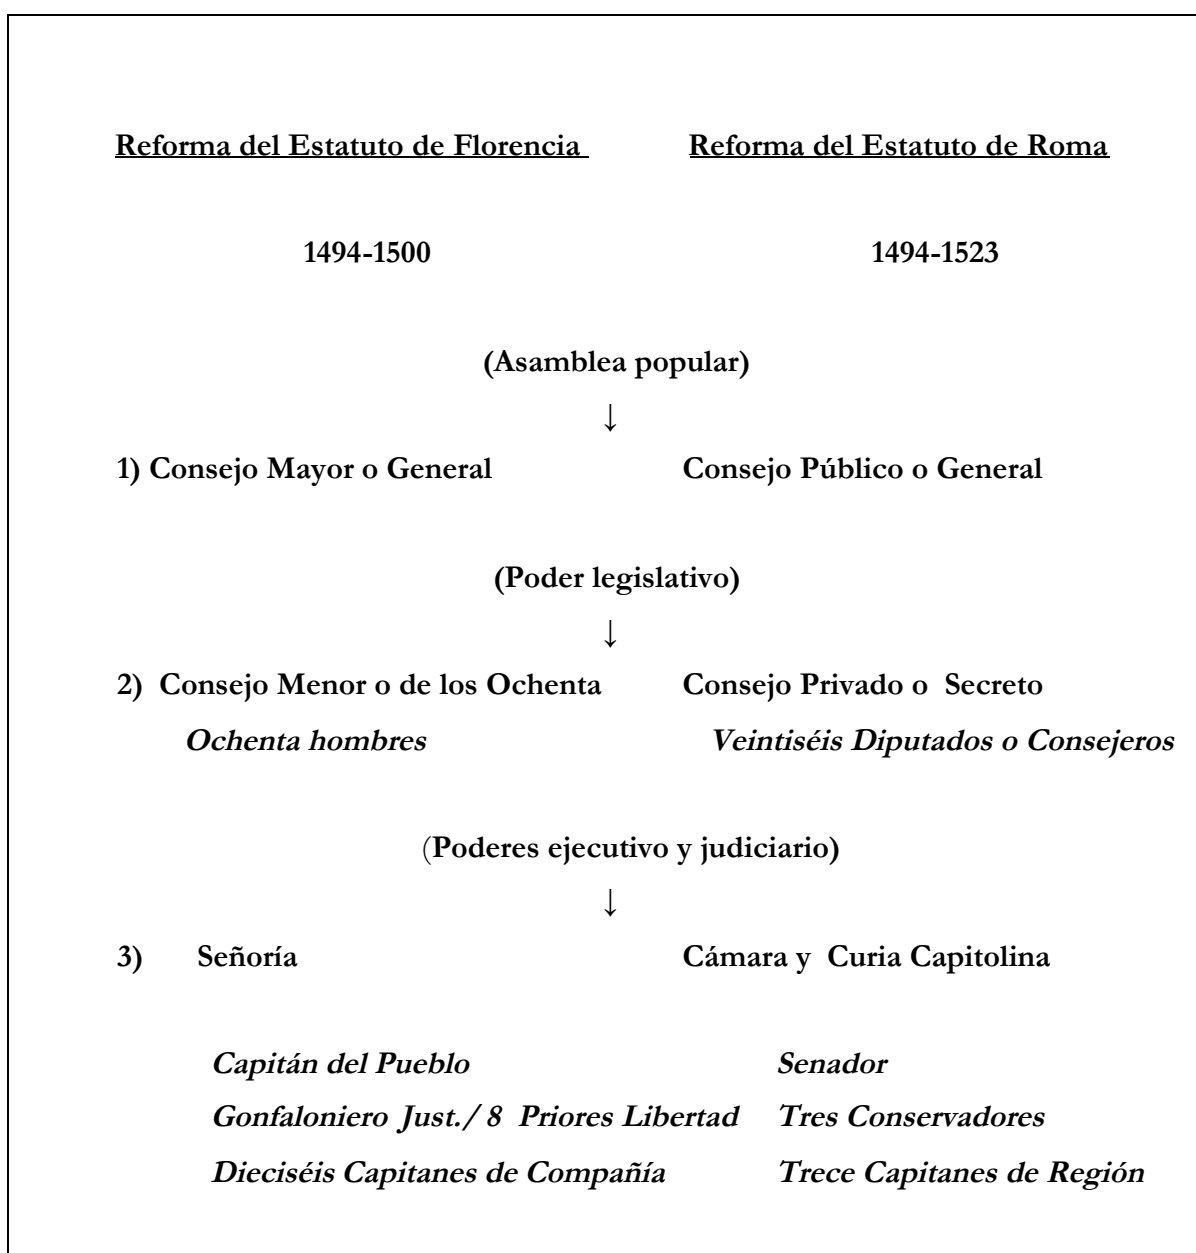 Reforma del Estatuto de Florencia Reforma del Estatuto de Roma
1494-1500 1494-1523
(Asamblea popular)
↓
1) Consejo Mayor o General Consejo Público o General
(Poder legislativo)
↓
2) Consejo Menor o de los Ochenta Consejo Privado o Secreto
Ochenta hombres Veintiséis Diputados o Consejeros
(Poderes ejecutivo y judiciario)
↓
3) Señoría Cámara y Curia Capitolina
Capitán del Pueblo Senador
Gonfaloniero Just./ 8 Priores Libertad Tres Conservadores
Dieciséis Capitanes de Compañía Trece Capitanes de Región